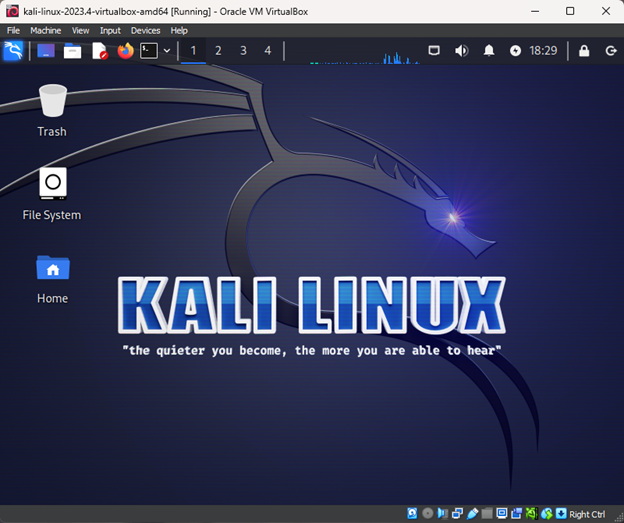 kali-linux-2023.4-virtualbox-amd64 [Running] - Oracle VM VirtualBox
File Machine View Input Devices Help
1 2 3 4 18:29
Trash
File System
Home
KALI LINUX
"the quieter you become, the more you are able to hear"
Right Ctrl